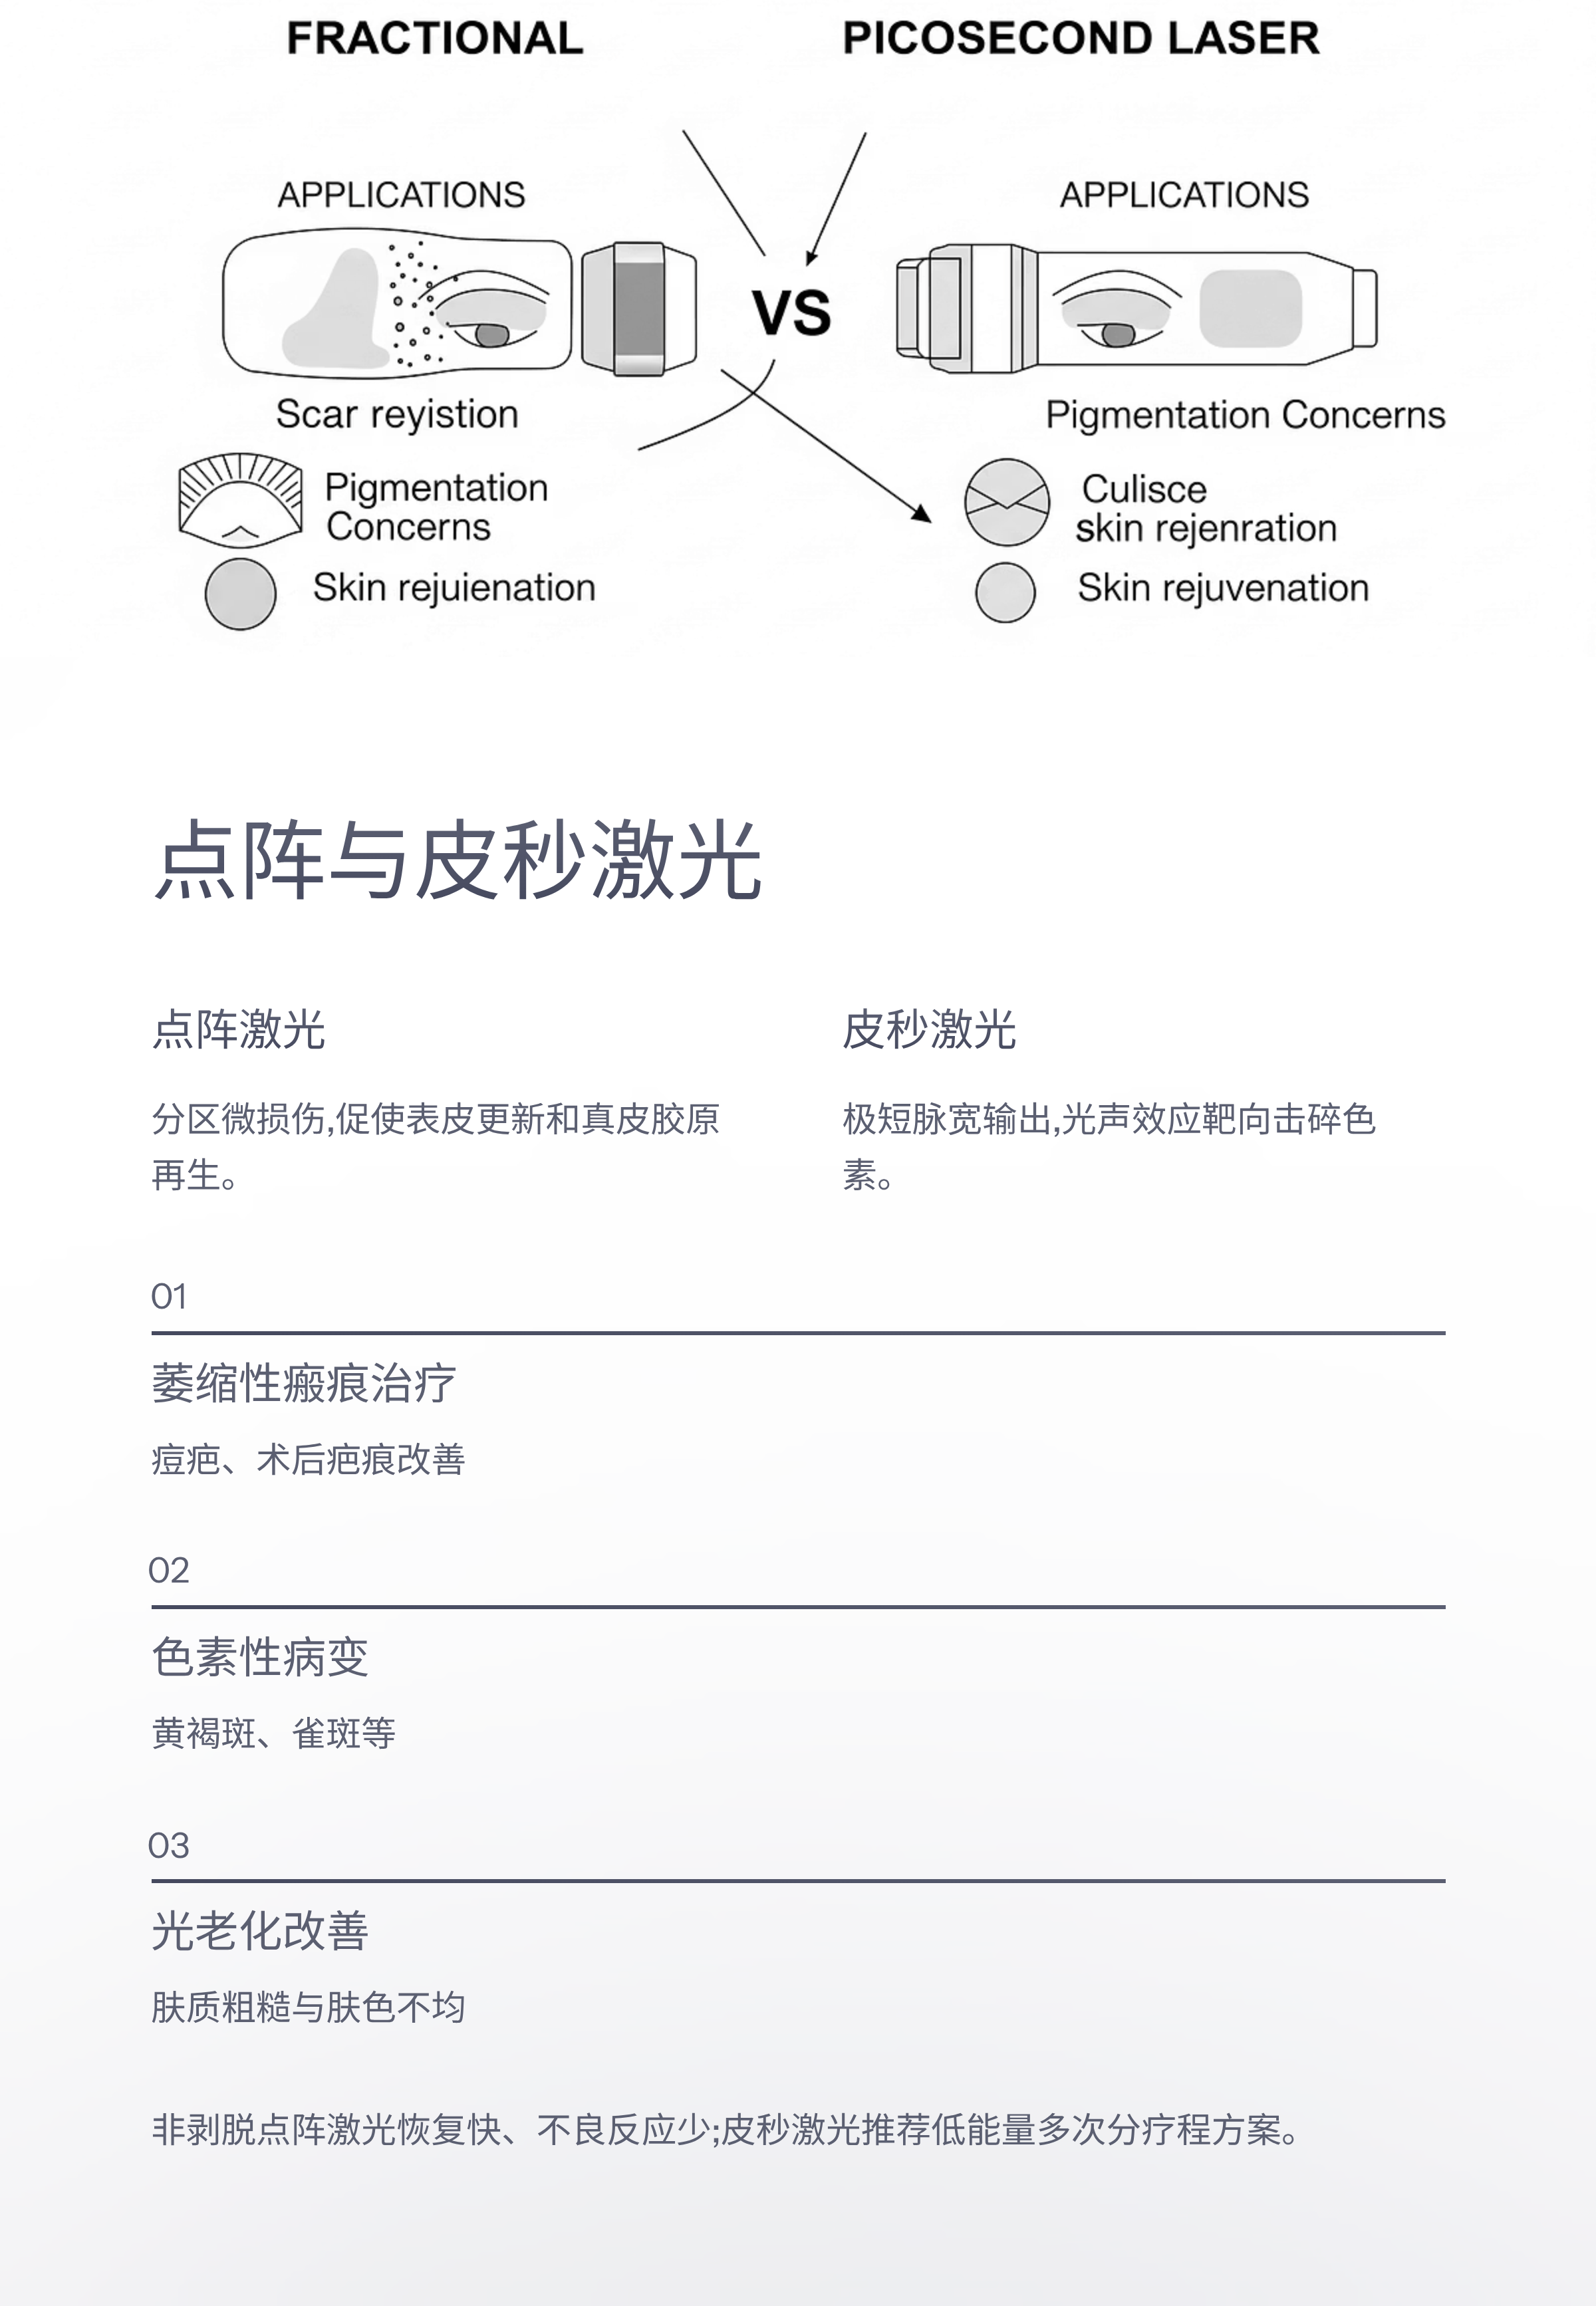 FRACTIONAL
PICOSECOND LASER
APPLICATIONS
APPLICATIONS
VS
Scar reyistion
Pigmentation Concerns
Pigmentation
Concerns
Culisce
skin rejenration
Skin rejuienation
Skin rejuvenation
点阵与皮秒激光
点阵激光
分区微损伤,促使表皮更新和真皮胶原
再生。
皮秒激光
极短脉宽输出,光声效应靶向击碎色
素。
01
萎缩性瘢痕治疗
痘疤、术后疤痕改善
02
色素性病变
黄褐斑、雀斑等
03
光老化改善
肤质粗糙与肤色不均
非剥脱点阵激光恢复快、不良反应少;皮秒激光推荐低能量多次分疗程方案。